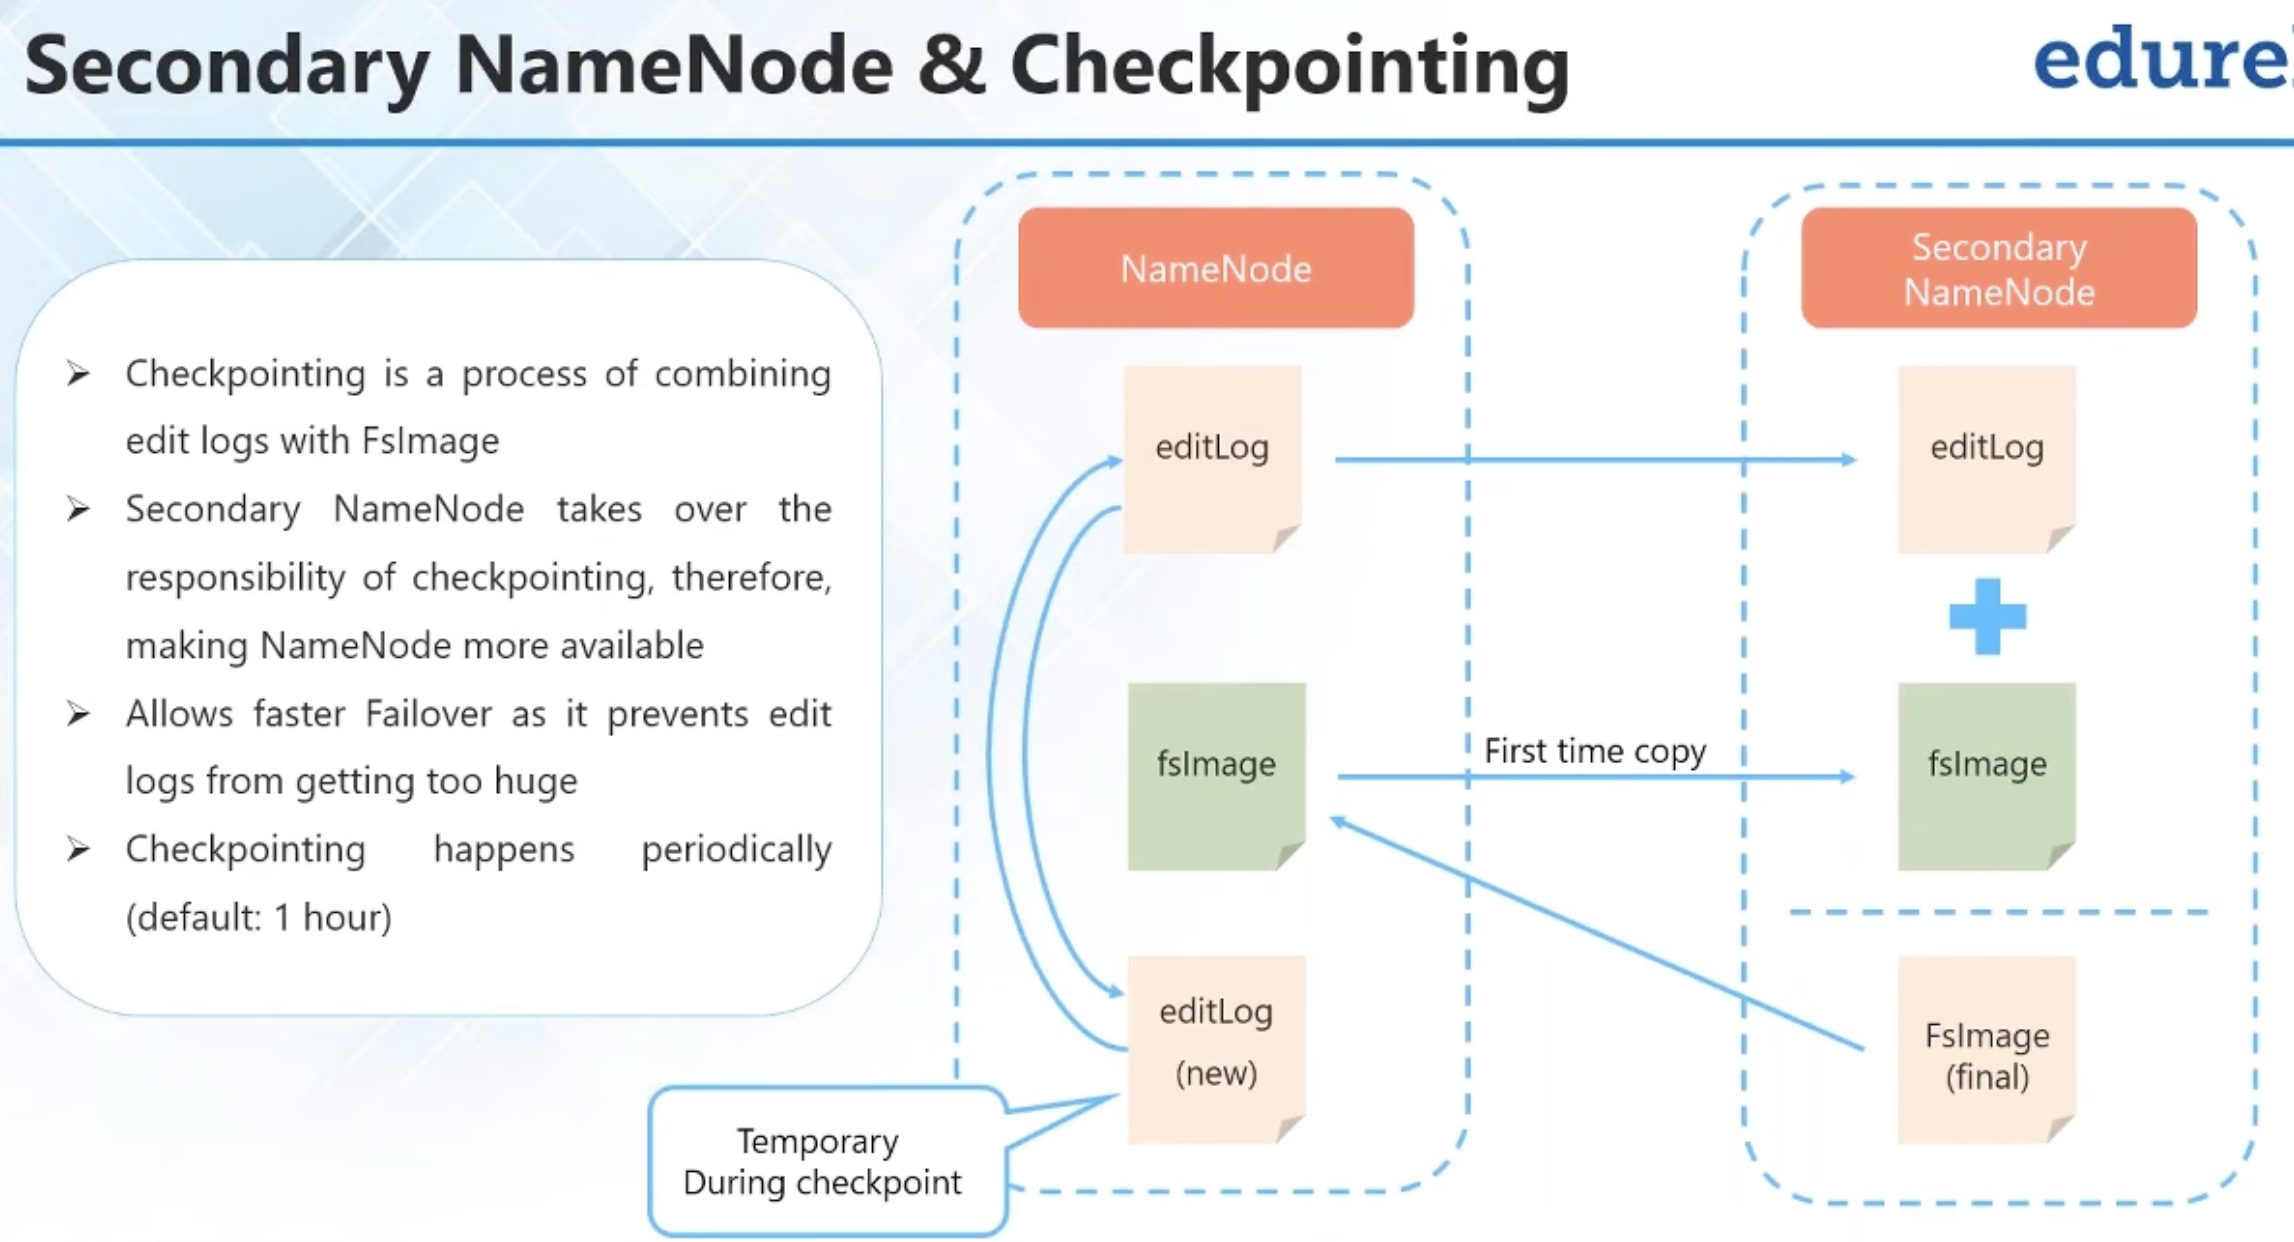 Secondary NameNode & Checkpointing
Checkpointing is a process of combining
edit logs with FsImage
Secondary NameNode takes over the
responsibility of checkpointing, therefore,
making NameNode more available
Allows faster Failover as it prevents edit
logs from getting too huge
Checkpointing happens periodically
(default: 1 hour)
NameNode
editLog
fsImage
editLog
(new)
Temporary
During checkpoint
First time copy
Secondary
NameNode
editLog
fsImage
FsImage
(final)